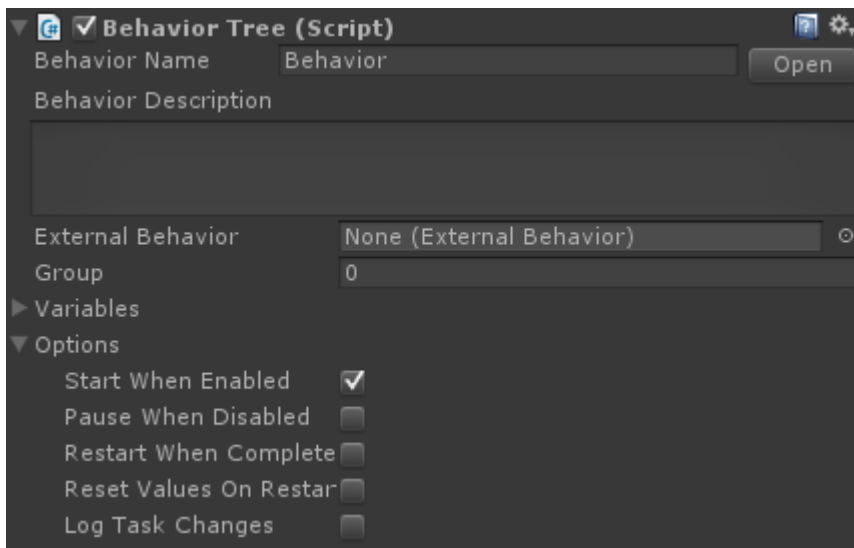 Behavior Tree (Script)
Behavior Name Behavior Open
Behavior Description
External Behavior None (External Behavior)
Group 0
Variables
Options
Start When Enabled
Pause When Disabled
Restart When Complete
Reset Values On Restar
Log Task Changes